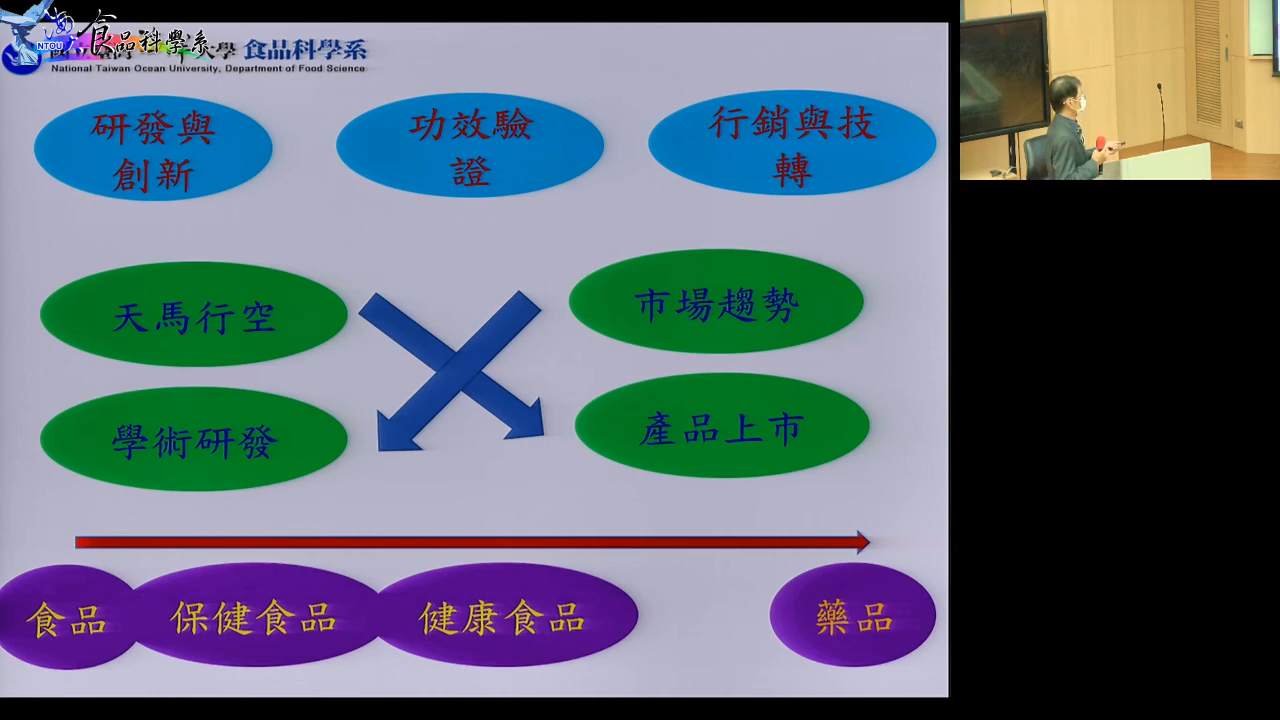 食品科學系
NTOU
大學 食品科學系
National Taiwan Ocean University, Department of Food Science
研發與
創新
功效驗
證
行銷與技
轉
天馬行空
市場趨勢
學術研發
產品上市
食品
保健食品
健康食品
藥品